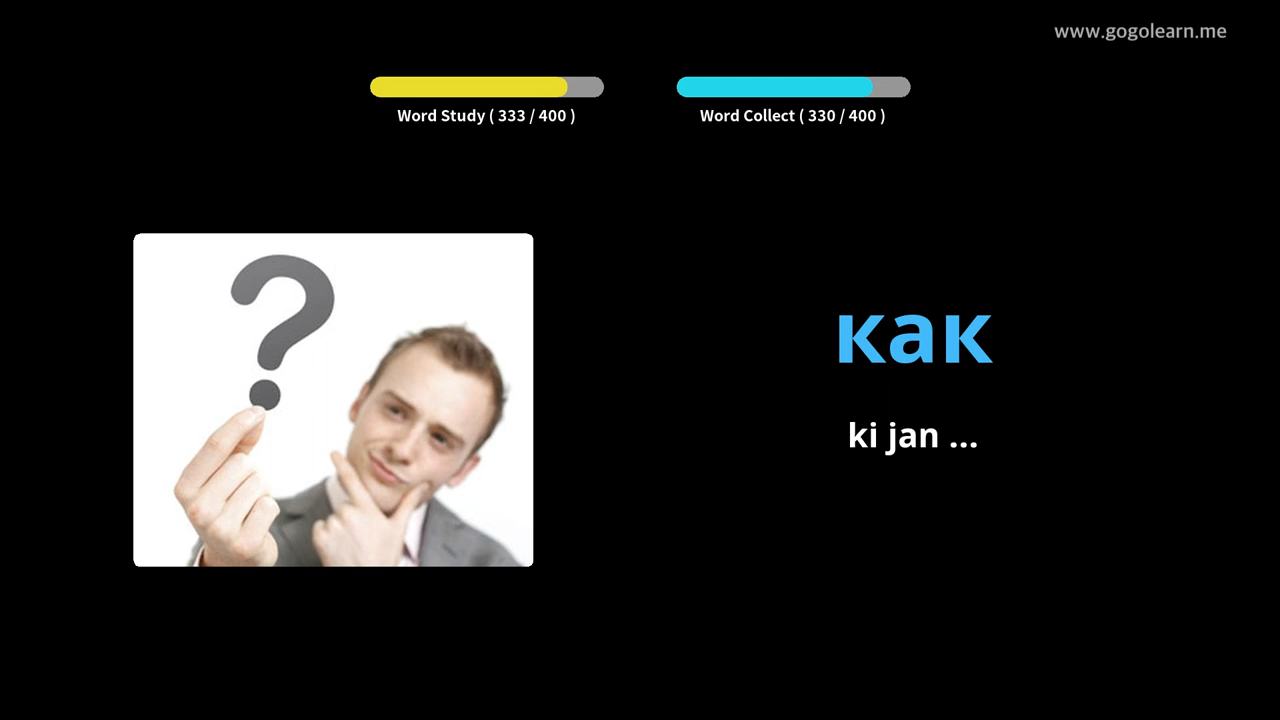 www.gogolearn.me
Word Study ( 333 / 400 )
Word Collect ( 330 / 400 )
как
ki jan ...